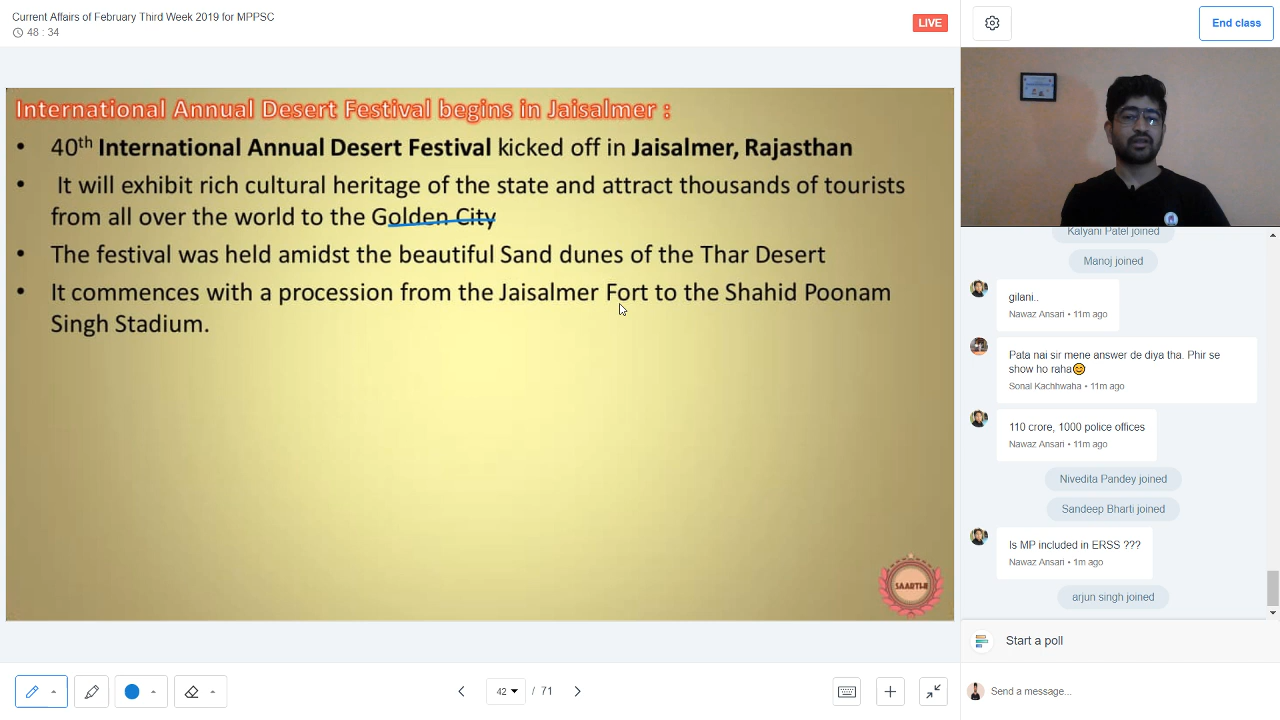 Current Affairs of February Third Week 2019 for MPPSC
48 : 34
LIVE
End class
International Annual Desert Festival begins in Jaisalmer :
• 40th International Annual Desert Festival kicked off in Jaisalmer, Rajasthan
• It will exhibit rich cultural heritage of the state and attract thousands of tourists
from all over the world to the Golden City
• The festival was held amidst the beautiful Sand dunes of the Thar Desert
• It commences with a procession from the Jaisalmer Fort to the Shahid Poonam
Singh Stadium.
SAARTHI
Kalyani Patel joined
Manoj joined
gilani..
Nawaz Ansari • 11m ago
Pata nai sir mene answer de diya tha. Phir se
show ho raha😊
Sonal Kachhwaha • 11m ago
110 crore, 1000 police offices
Nawaz Ansari • 11m ago
Nivedita Pandey joined
Sandeep Bharti joined
Is MP included in ERSS ???
Nawaz Ansari • 1m ago
arjun singh joined
Start a poll
42 / 71
Send a message...